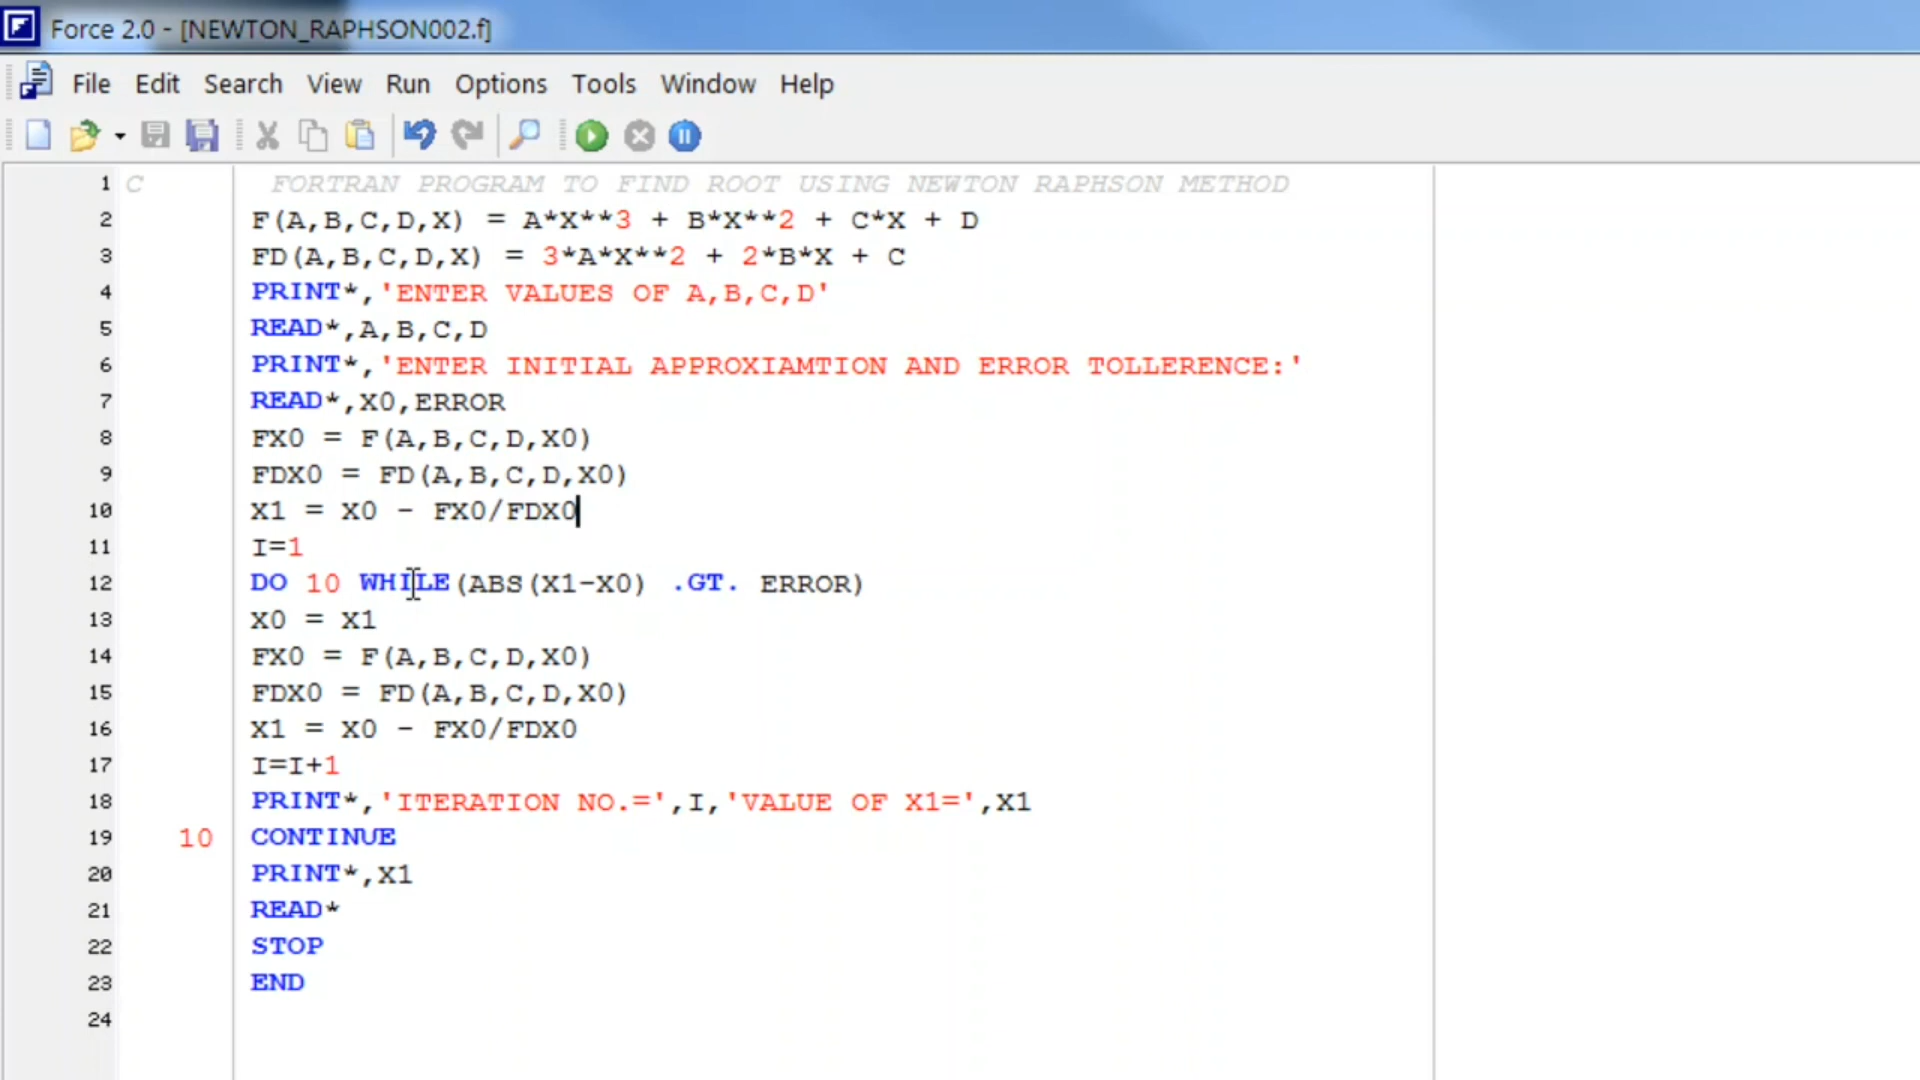 Force 2.0 - [NEWTON_RAPHSON002.f]
File Edit Search View Run Options Tools Window Help
1 C FORTRAN PROGRAM TO FIND ROOT USING NEWTON RAPHSON METHOD
2 F(A,B,C,D,X) = A*X**3 + B*X**2 + C*X + D
3 FD(A,B,C,D,X) = 3*A*X**2 + 2*B*X + C
4 PRINT*,'ENTER VALUES OF A,B,C,D'
5 READ*,A,B,C,D
6 PRINT*,'ENTER INITIAL APPROXIAMTION AND ERROR TOLLERENCE:'
7 READ*,X0,ERROR
8 FX0 = F(A,B,C,D,X0)
9 FDX0 = FD(A,B,C,D,X0)
10 X1 = X0 - FX0/FDX0
11 I=1
12 DO 10 WHILE(ABS(X1-X0) .GT. ERROR)
13 X0 = X1
14 FX0 = F(A,B,C,D,X0)
15 FDX0 = FD(A,B,C,D,X0)
16 X1 = X0 - FX0/FDX0
17 I=I+1
18 PRINT*,'ITERATION NO.=',I,'VALUE OF X1=',X1
19 10 CONTINUE
20 PRINT*,X1
21 READ*
22 STOP
23 END
24